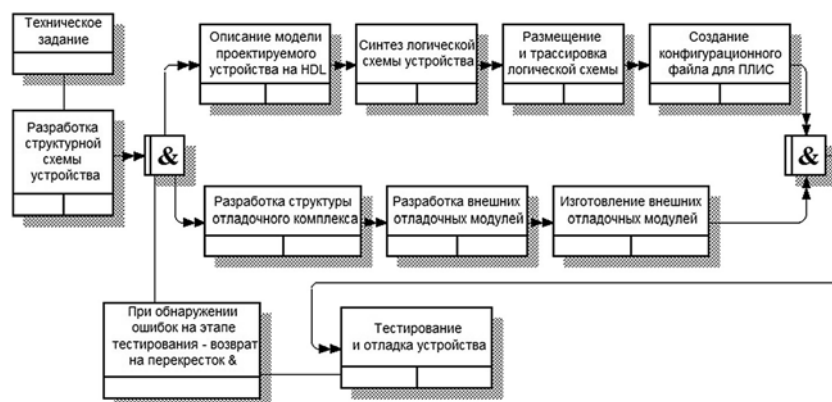 Техническое
задание
Разработка
структурной
схемы
устройства
&
Описание модели
проектируемого
устройства на HDL
Синтез логической
схемы устройства
Размещение
и трассировка
логической схемы
Создание
конфигурационного
файла для ПЛИС
&
Разработка структуры
отладочного комплекса
Разработка внешних
отладочных модулей
Изготовление внешних
отладочных модулей
При обнаружении
ошибок на этапе
тестирования - возврат
на перекресток &
Тестирование
и отладка устройства